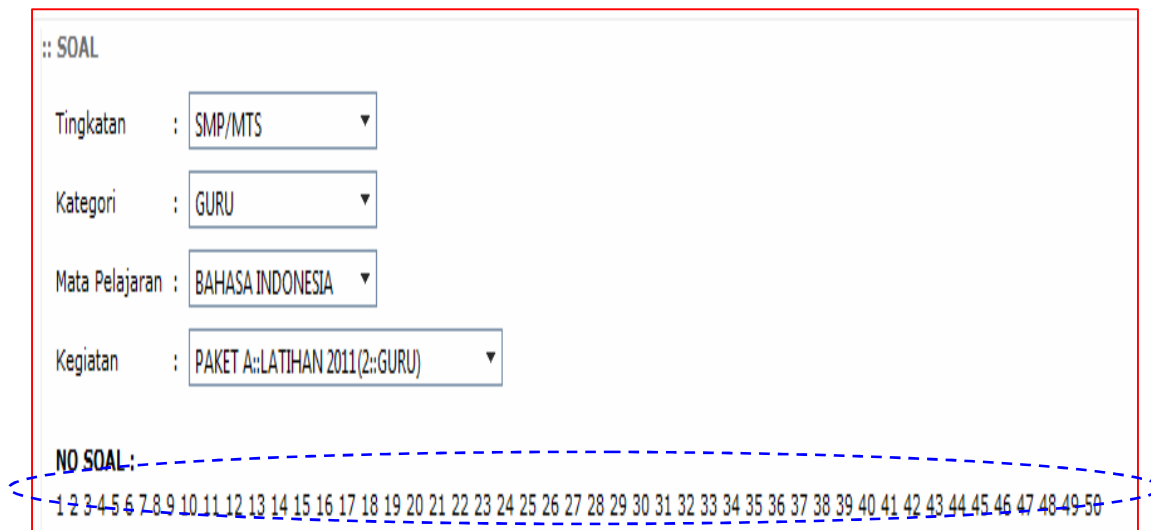 :: SOAL
Tingkatan : SMP/MTS
Kategori : GURU
Mata Pelajaran : BAHASA INDONESIA
Kegiatan : PAKET A::LATIHAN 2011(2::GURU)
NO SOAL :
1 2 3 4 5 6 7 8 9 10 11 12 13 14 15 16 17 18 19 20 21 22 23 24 25 26 27 28 29 30 31 32 33 34 35 36 37 38 39 40 41 42 43 44 45 46 47 48 49 50